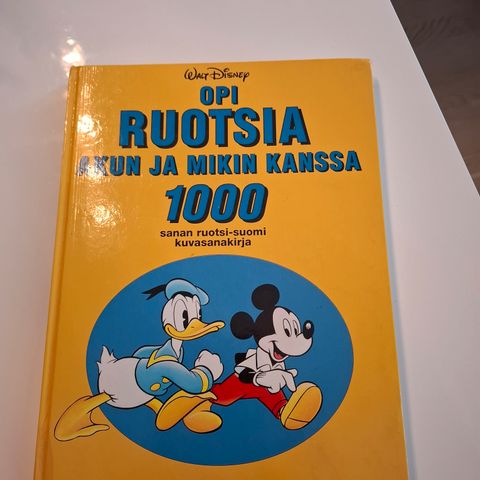 Walt Disney
OPI
RUOTSIA
AKUN JA MIKIN KANSSA
1000
sanan ruotsi-suomi
kuvasanakirja